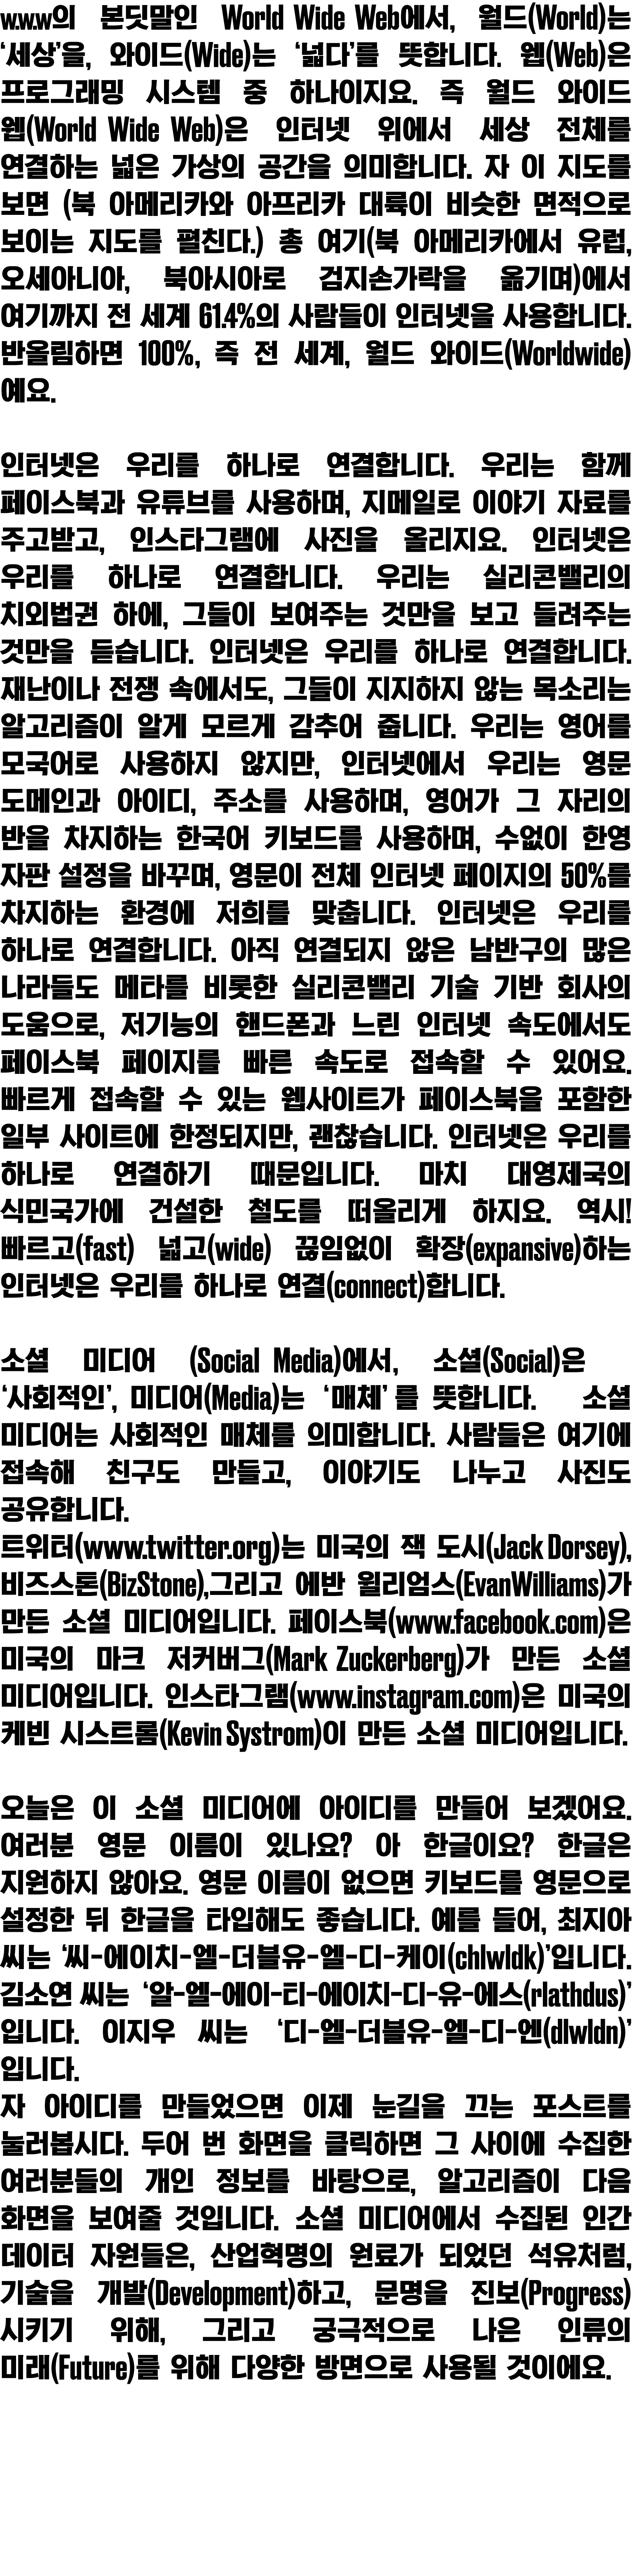 w.w.w의 본딧말인 World Wide Web에서, 월드(World)는
‘세상’을, 와이드(Wide)는 ‘넓다’를 뜻합니다. 웹(Web)은
프로그래밍 시스템 중 하나이지요. 즉 월드 와이드
웹(World Wide Web)은 인터넷 위에서 세상 전체를
연결하는 넓은 가상의 공간을 의미합니다. 자 이 지도를
보면 (북 아메리카와 아프리카 대륙이 비슷한 면적으로
보이는 지도를 펼친다.) 총 여기(북 아메리카에서 유럽,
오세아니아, 북아시아로 검지손가락을 옮기며)에서
여기까지 전 세계 61.4%의 사람들이 인터넷을 사용합니다.
반올림하면 100%, 즉 전 세계, 월드 와이드(Worldwide)
예요.

인터넷은 우리를 하나로 연결합니다. 우리는 함께
페이스북과 유튜브를 사용하며, 지메일로 이야기 자료를
주고받고, 인스타그램에 사진을 올리지요. 인터넷은
우리를 하나로 연결합니다. 우리는 실리콘밸리의
치외법권 하에, 그들이 보여주는 것만을 보고 들려주는
것만을 듣습니다. 인터넷은 우리를 하나로 연결합니다.
재난이나 전쟁 속에서도, 그들이 지지하지 않는 목소리는
알고리즘이 알게 모르게 감추어 줍니다. 우리는 영어를
모국어로 사용하지 않지만, 인터넷에서 우리는 영문
도메인과 아이디, 주소를 사용하며, 영어가 그 자리의
반을 차지하는 한국어 키보드를 사용하며, 수없이 한영
자판 설정을 바꾸며, 영문이 전체 인터넷 페이지의 50%를
차지하는 환경에 저희를 맞춥니다. 인터넷은 우리를
하나로 연결합니다. 아직 연결되지 않은 남반구의 많은
나라들도 메타를 비롯한 실리콘밸리 기술 기반 회사의
도움으로, 저기능의 핸드폰과 느린 인터넷 속도에서도
페이스북 페이지를 빠른 속도로 접속할 수 있어요.
빠르게 접속할 수 있는 웹사이트가 페이스북을 포함한
일부 사이트에 한정되지만, 괜찮습니다. 인터넷은 우리를
하나로 연결하기 때문입니다. 마치 대영제국의
식민국가에 건설한 철도를 떠올리게 하지요. 역시!
빠르고(fast) 넓고(wide) 끊임없이 확장(expansive)하는
인터넷은 우리를 하나로 연결(connect)합니다.

소셜 미디어 (Social Media)에서, 소셜(Social)은
‘사회적인’, 미디어(Media)는 ‘매체’를 뜻합니다. 소셜
미디어는 사회적인 매체를 의미합니다. 사람들은 여기에
접속해 친구도 만들고, 이야기도 나누고 사진도
공유합니다.
트위터(www.twitter.org)는 미국의 잭 도시(Jack Dorsey),
비즈스톤(BizStone),그리고 에반 윌리엄스(EvanWilliams)가
만든 소셜 미디어입니다. 페이스북(www.facebook.com)은
미국의 마크 저커버그(Mark Zuckerberg)가 만든 소셜
미디어입니다. 인스타그램(www.instagram.com)은 미국의
케빈 시스트롬(Kevin Systrom)이 만든 소셜 미디어입니다.

오늘은 이 소셜 미디어에 아이디를 만들어 보겠어요.
여러분 영문 이름이 있나요? 아 한글이요? 한글은
지원하지 않아요. 영문 이름이 없으면 키보드를 영문으로
설정한 뒤 한글을 타입해도 좋습니다. 예를 들어, 최지아
씨는 ‘씨-에이치-엘-더블유-엘-디-케이(chlwldk)’입니다.
김소연 씨는 ‘알-엘-에이-티-에이치-디-유-에스(rlathdus)’
입니다. 이지우 씨는 ‘디-엘-더블유-엘-디-엔(dlwldn)’
입니다.
자 아이디를 만들었으면 이제 눈길을 끄는 포스트를
눌러봅시다. 두어 번 화면을 클릭하면 그 사이에 수집한
여러분들의 개인 정보를 바탕으로, 알고리즘이 다음
화면을 보여줄 것입니다. 소셜 미디어에서 수집된 인간
데이터 자원들은, 산업혁명의 원료가 되었던 석유처럼,
기술을 개발(Development)하고, 문명을 진보(Progress)
시키기 위해, 그리고 궁극적으로 나은 인류의
미래(Future)를 위해 다양한 방면으로 사용될 것이에요.